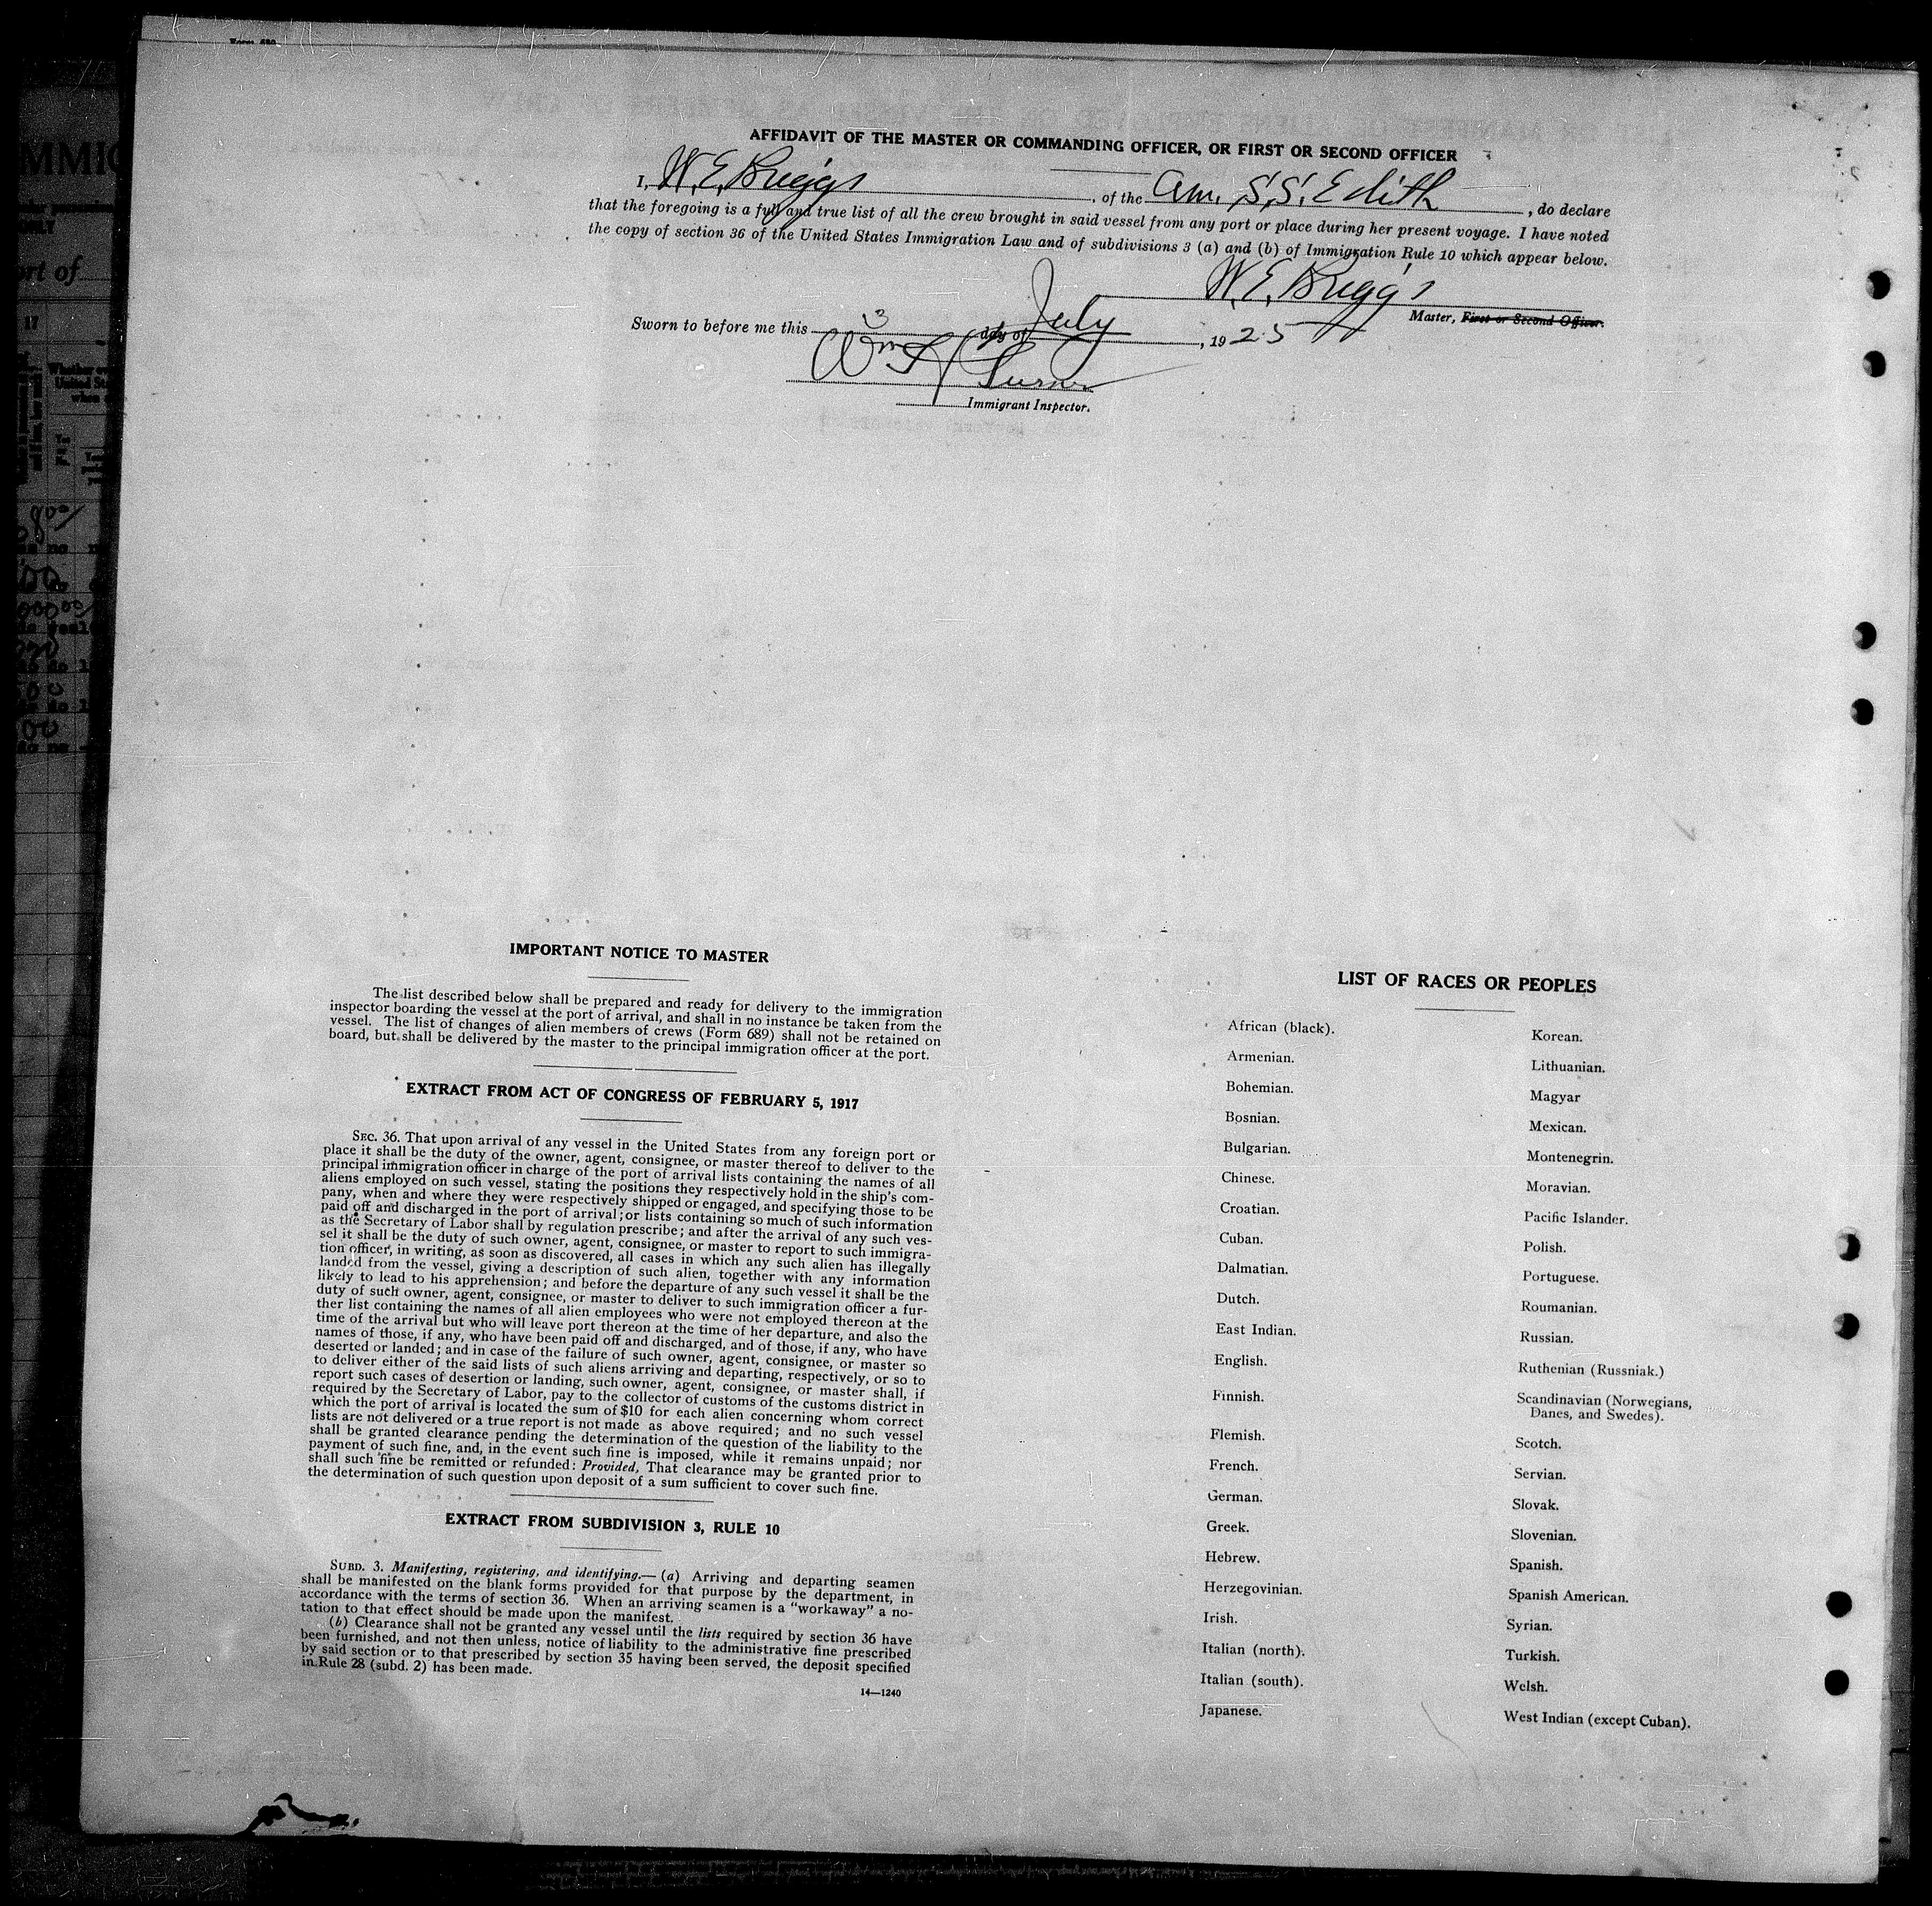 AFFIDAVIT OF THE MASTER OR COMMANDING OFFICER, OR FIRST OR SECOND OFFICER
I, W. E. Briggs, of the Am. S.S. Edith, do declare
that the foregoing is a full and true list of all the crew brought in said vessel from any port or place during her present voyage. I have noted
the copy of section 36 of the United States Immigration Law and of subdivisions 3 (a) and (b) of Immigration Rule 10 which appear below.
W. E. Briggs
Master, First or Second Officer.
Sworn to before me this 3 day of July, 1925
Wm H Turner
Immigrant Inspector.
IMPORTANT NOTICE TO MASTER
The list described below shall be prepared and ready for delivery to the immigration
inspector boarding the vessel at the port of arrival, and shall in no instance be taken from the
vessel. The list of changes of alien members of crews (Form 689) shall not be retained on
board, but shall be delivered by the master to the principal immigration officer at the port.
EXTRACT FROM ACT OF CONGRESS OF FEBRUARY 5, 1917
SEC. 36. That upon arrival of any vessel in the United States from any foreign port or
place it shall be the duty of the owner, agent, consignee, or master thereof to deliver to the
principal immigration officer in charge of the port of arrival lists containing the names of all
aliens employed on such vessel, stating the positions they respectively hold in the ship's com-
pany, when and where they were respectively shipped or engaged, and specifying those to be
paid off and discharged in the port of arrival; or lists containing so much of such information
as the Secretary of Labor shall by regulation prescribe; and after the arrival of any such ves-
sel it shall be the duty of such owner, agent, consignee, or master to report to such immigra-
tion officer, in writing, as soon as discovered, all cases in which any such alien has illegally
landed from the vessel, giving a description of such alien, together with any information
likely to lead to his apprehension; and before the departure of any such vessel it shall be the
duty of such owner, agent, consignee, or master to deliver to such immigration officer a fur-
ther list containing the names of all alien employees who were not employed thereon at the
time of the arrival but who will leave port thereon at the time of her departure, and also the
names of those, if any, who have been paid off and discharged, and of those, if any, who have
deserted or landed; and in case of the failure of such owner, agent, consignee, or master so
to deliver either of the said lists of such aliens arriving and departing, respectively, or so to
report such cases of desertion or landing, such owner, agent, consignee, or master shall, if
required by the Secretary of Labor, pay to the collector of customs of the customs district in
which the port of arrival is located the sum of $10 for each alien concerning whom correct
lists are not delivered or a true report is not made as above required; and no such vessel
shall be granted clearance pending the determination of the question of the liability to the
payment of such fine, and, in the event such fine is imposed, while it remains unpaid; nor
shall such fine be remitted or refunded: Provided, That clearance may be granted prior to
the determination of such question upon deposit of a sum sufficient to cover such fine.
EXTRACT FROM SUBDIVISION 3, RULE 10
SUBD. 3. Manifesting, registering, and identifying.—(a) Arriving and departing seamen
shall be manifested on the blank forms provided for that purpose by the department, in
accordance with the terms of section 36. When an arriving seamen is a "workaway" a no-
tation to that effect should be made upon the manifest.
(b) Clearance shall not be granted any vessel until the lists required by section 36 have
been furnished, and not then unless, notice of liability to the administrative fine prescribed
by said section or to that prescribed by section 35 having been served, the deposit specified
in Rule 28 (subd. 2) has been made.
14—1240
LIST OF RACES OR PEOPLES
African (black).
Armenian.
Bohemian.
Bosnian.
Bulgarian.
Chinese.
Croatian.
Cuban.
Dalmatian.
Dutch.
East Indian.
English.
Finnish.
Flemish.
French.
German.
Greek.
Hebrew.
Herzegovinian.
Irish.
Italian (north).
Italian (south).
Japanese.
Korean.
Lithuanian.
Magyar
Mexican.
Montenegrin.
Moravian.
Pacific Islander.
Polish.
Portuguese.
Roumanian.
Russian.
Ruthenian (Russniak.)
Scandinavian (Norwegians,
Danes, and Swedes).
Scotch.
Servian.
Slovak.
Slovenian.
Spanish.
Spanish American.
Syrian.
Turkish.
Welsh.
West Indian (except Cuban).